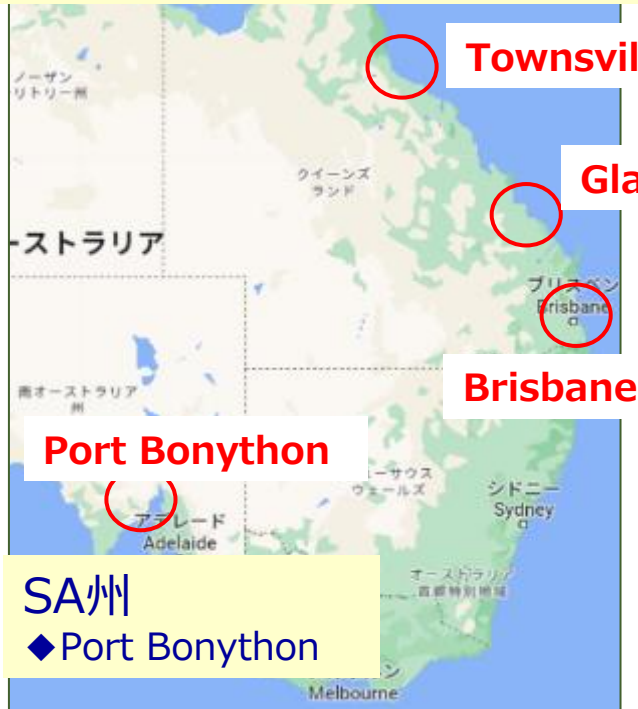 Townsvil
ノーザン
リトリー州
クイーンズ
ランド
Gla
ーストラリア
ブリスベン
Brisbane
Brisbane
南オーストラリア
州
Port Bonython
ーサウス
ウェールズ
シドニー
Sydney
アデレード
Adelaide
オーストラリア
首都特別地域
SA州
◆Port Bonython
ン
Melbourne